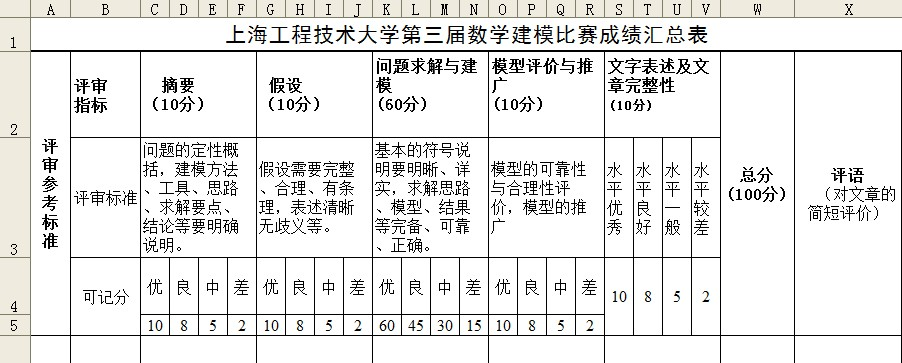 A B C D E F G H I J K L M N O P Q R S T U V W X
1 上海工程技术大学第三届数学建模比赛成绩汇总表
2
评审
指标
摘要
（10分）
假设
（10分）
问题求解与建
模
（60分）
模型评价与推
广
（10分）
文字表述及文
章完整性
（10分）
评审参考标准
3
评审标准
问题的定性概
括，建模方法
、工具、思路
、求解要点、
结论等要明确
说明。
假设需要完整
、合理、有条
理，表述清晰
无歧义等。
基本的符号说
明要明晰、详
实，求解思路
、模型、结果
等完备、可靠
、正确。
模型的可靠性
与合理性评
价，模型的推
广
水平优秀
水平良好
水平一般
水平较差
总分
（100分）
评语
（对文章的
简短评价）
4
可记分
优 良 中 差 优 良 中 差 优 良 中 差 优 良 中 差 10 8 5 2
5 10 8 5 2 10 8 5 2 60 45 30 15 10 8 5 2